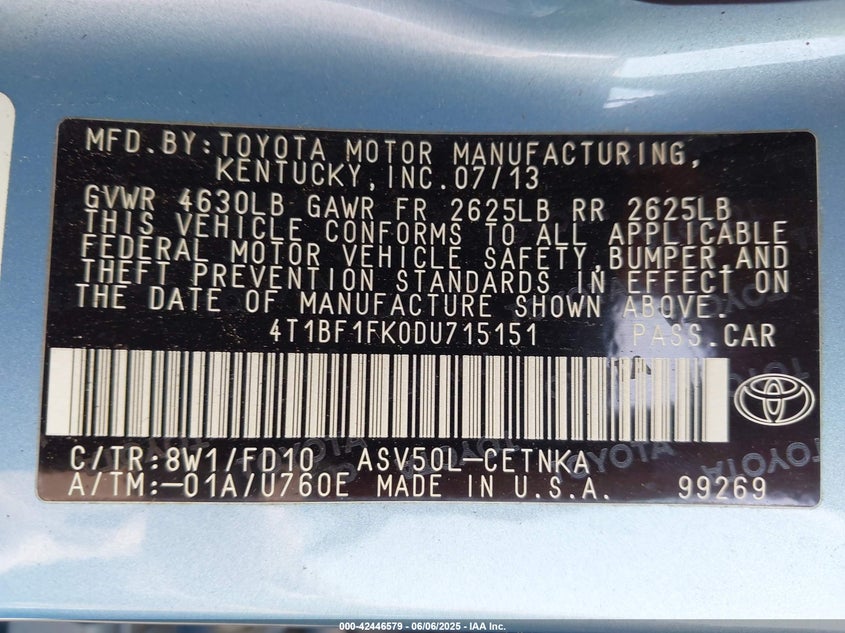 MFD.BY:TOYOTA MOTOR MANUFACTURING,
KENTUCKY,INC.07/13
GVWR 4630LB GAWR FR 2625LB RR 2625LB
THIS VEHICLE CONFORMS TO ALL APPLICABLE
FEDERAL MOTOR VEHICLE SAFETY,BUMPER,AND
THEFT PREVENTION STANDARDS IN EFFECT ON
THE DATE OF MANUFACTURE SHOWN ABOVE.
4T1BF1FK0DU715151 PASS.CAR
C/TR:8W1/FD10 ASV50L-CETNKA
A/TM:-01A/U760E MADE IN U.S.A. 99269
000-42446579 - 06/06/2025 - IAA Inc.